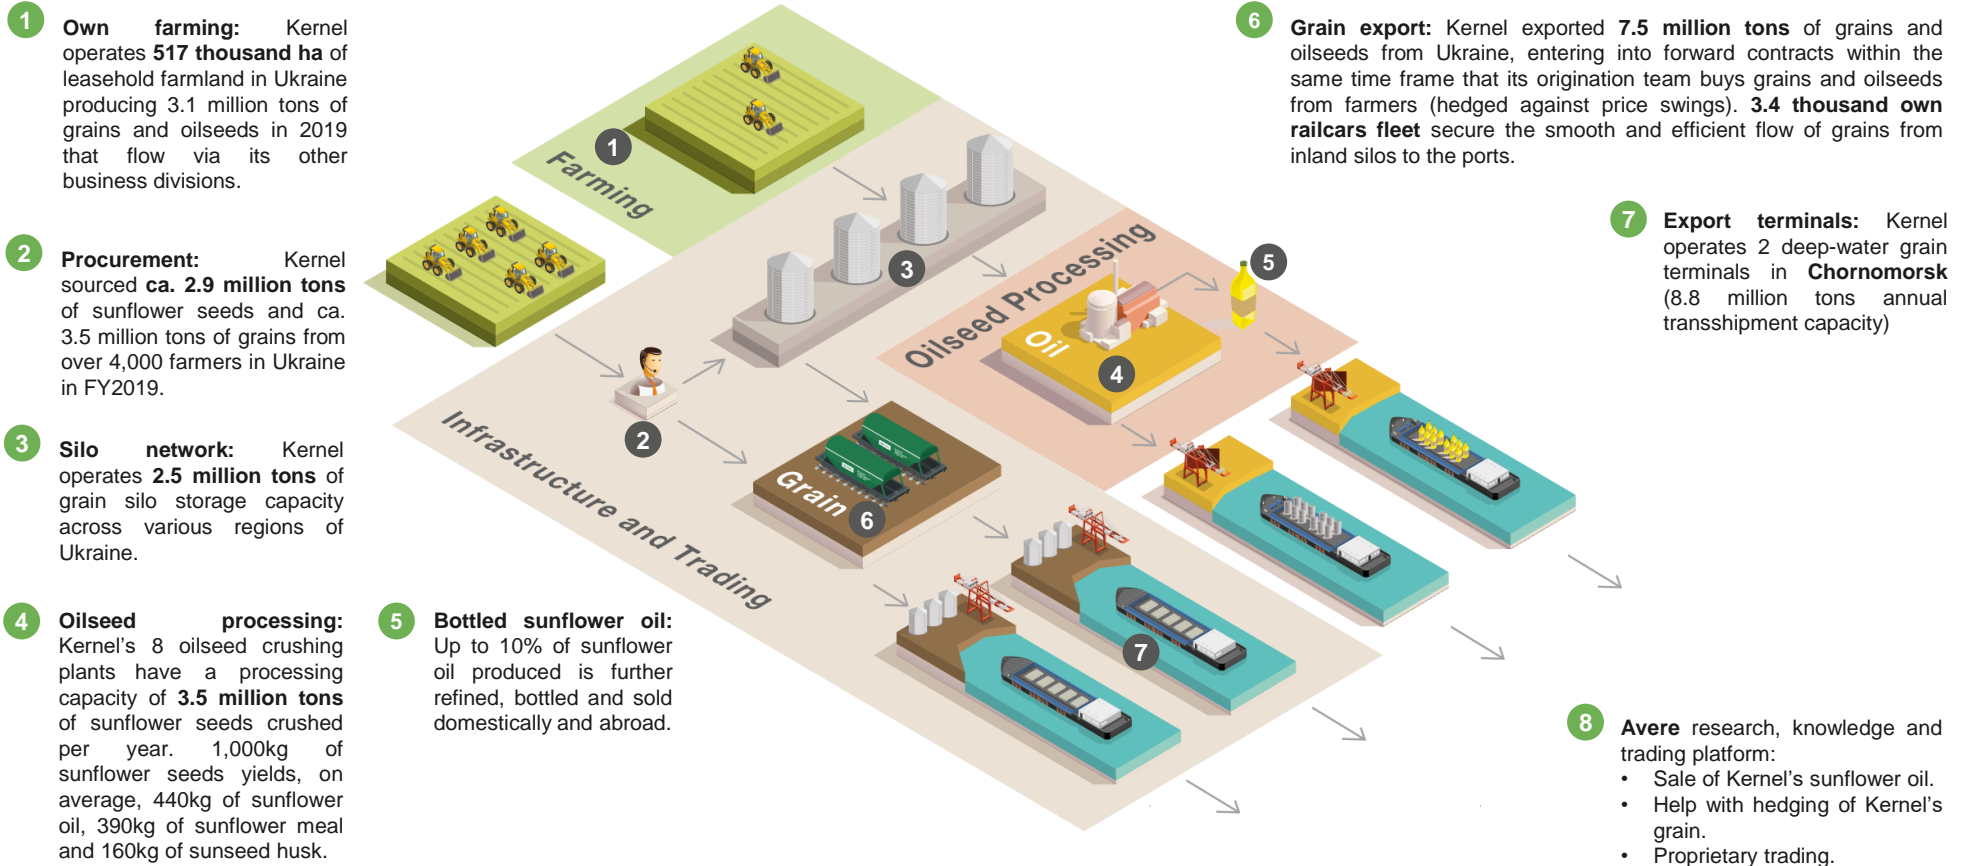 1
Own farming: Kernel
operates 517 thousand ha of
leasehold farmland in Ukraine
producing 3.1 million tons of
grains and oilseeds in 2019
that flow via its other
business divisions.
2
Procurement: Kernel
sourced ca. 2.9 million tons
of sunflower seeds and ca.
3.5 million tons of grains from
over 4,000 farmers in Ukraine
in FY2019.
3
Silo network: Kernel
operates 2.5 million tons of
grain silo storage capacity
across various regions of
Ukraine.
4
Oilseed processing:
Kernel's 8 oilseed crushing
plants have a processing
capacity of 3.5 million tons
of sunflower seeds crushed
per year. 1,000kg of
sunflower seeds yields, on
average, 440kg of sunflower
oil, 390kg of sunflower meal
and 160kg of sunseed husk.
5
Bottled sunflower oil:
Up to 10% of sunflower
oil produced is further
refined, bottled and sold
domestically and abroad.
6
Grain export: Kernel exported 7.5 million tons of grains and
oilseeds from Ukraine, entering into forward contracts within the
same time frame that its origination team buys grains and oilseeds
from farmers (hedged against price swings). 3.4 thousand own
railcars fleet secure the smooth and efficient flow of grains from
inland silos to the ports.
7
Export terminals: Kernel
operates 2 deep-water grain
terminals in Chornomorsk
(8.8 million tons annual
transshipment capacity)
8
Avere research, knowledge and
trading platform:
• Sale of Kernel's sunflower oil.
• Help with hedging of Kernel's
grain.
• Proprietary trading.
Farming
1
3
Oilseed Processing
5
Oil
4
2
Infrastructure and Trading
Grain
6
7